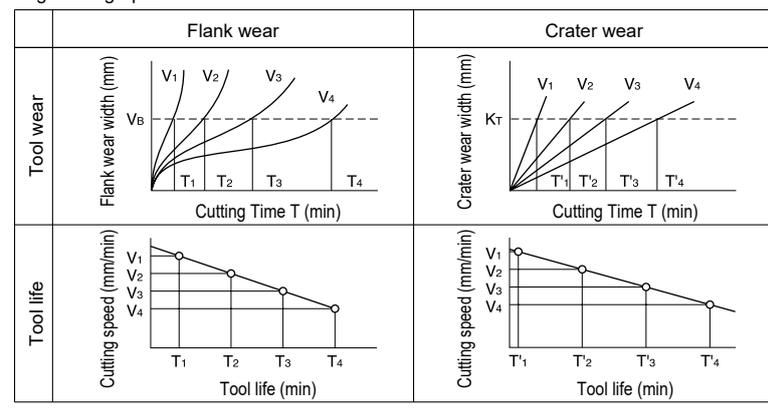 Flank wear
Crater wear
Tool wear
Flank wear width (mm)
V1 V2 V3 V4
VB
T1 T2 T3 T4
Cutting Time T (min)
Crater wear width (mm)
V1 V2 V3 V4
KT
T'1 T'2 T'3 T'4
Cutting Time T (min)
Tool life
Cutting speed (mm/min)
V1
V2
V3
V4
T1 T2 T3 T4
Tool life (min)
Cutting speed (mm/min)
V1
V2
V3
V4
T'1 T'2 T'3 T'4
Tool life (min)